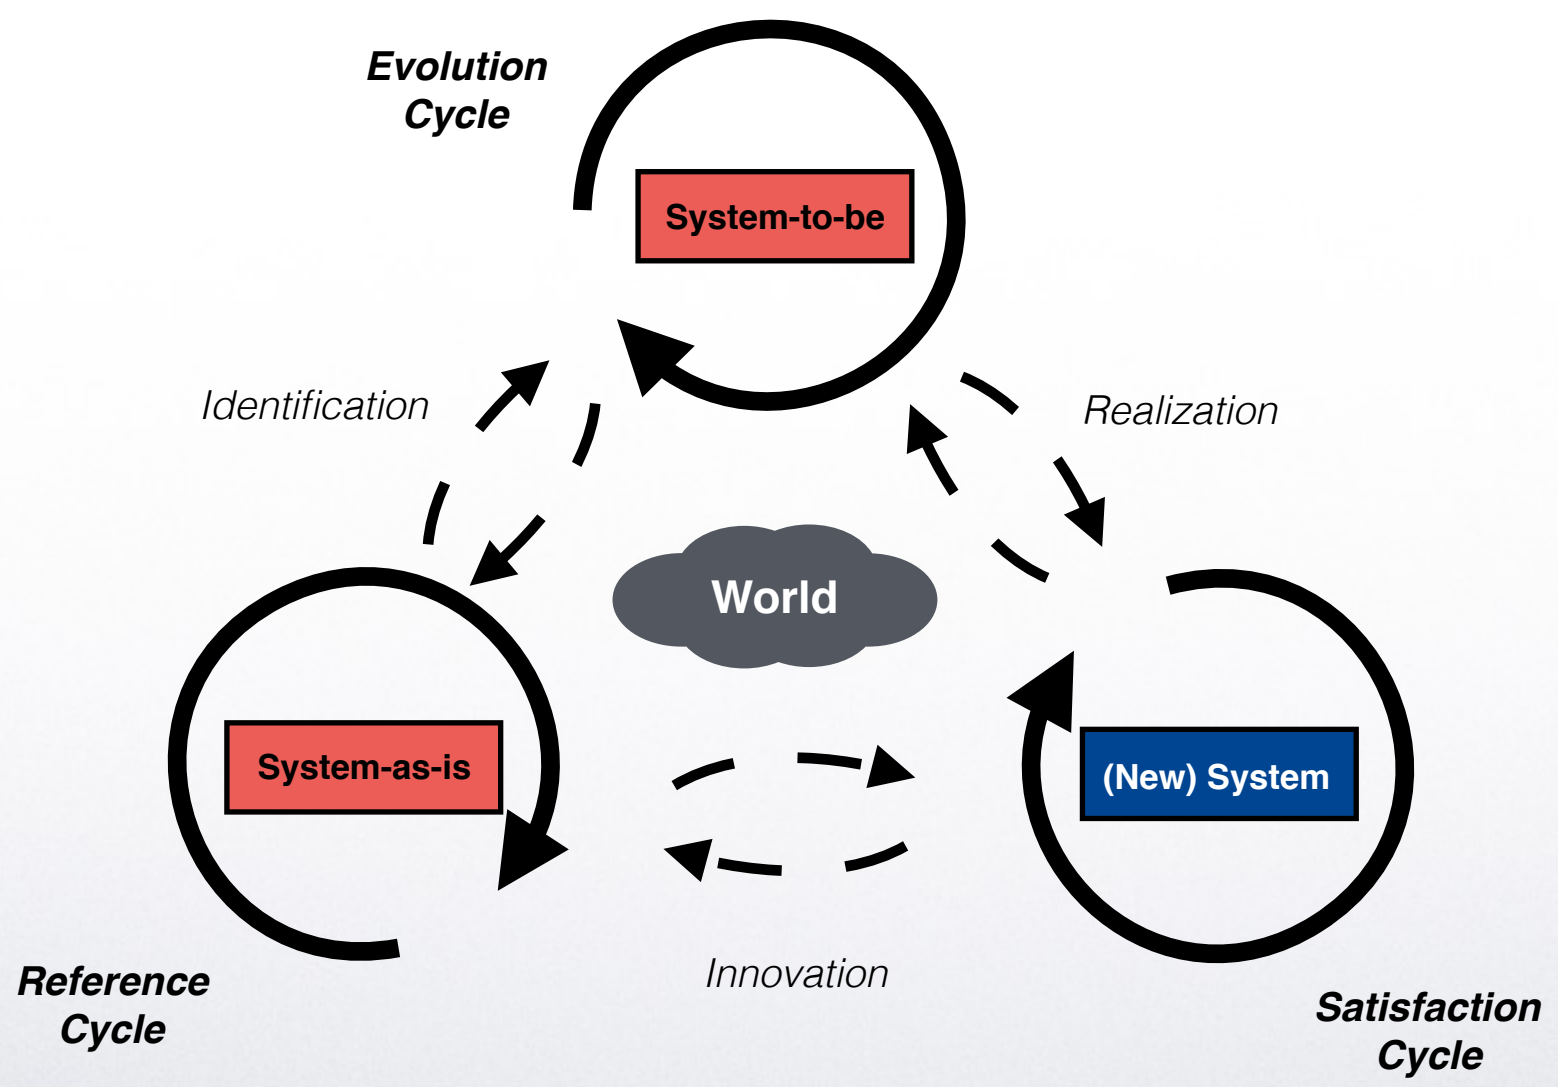 Evolution
Cycle
System-to-be
Identification
Realization
World
System-as-is
(New) System
Innovation
Reference
Cycle
Satisfaction
Cycle